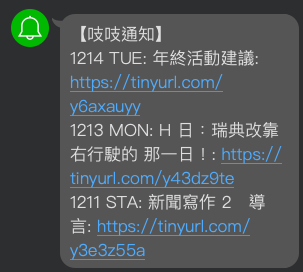 【吱吱通知】
1214 TUE: 年終活動建議:
https://tinyurl.com/
y6axauyy
1213 MON: H 日：瑞典改靠
右行駛的 那一日！: https://
tinyurl.com/y43dz9te
1211 STA: 新聞寫作 2　導
言: https://tinyurl.com/
y3e3z55a